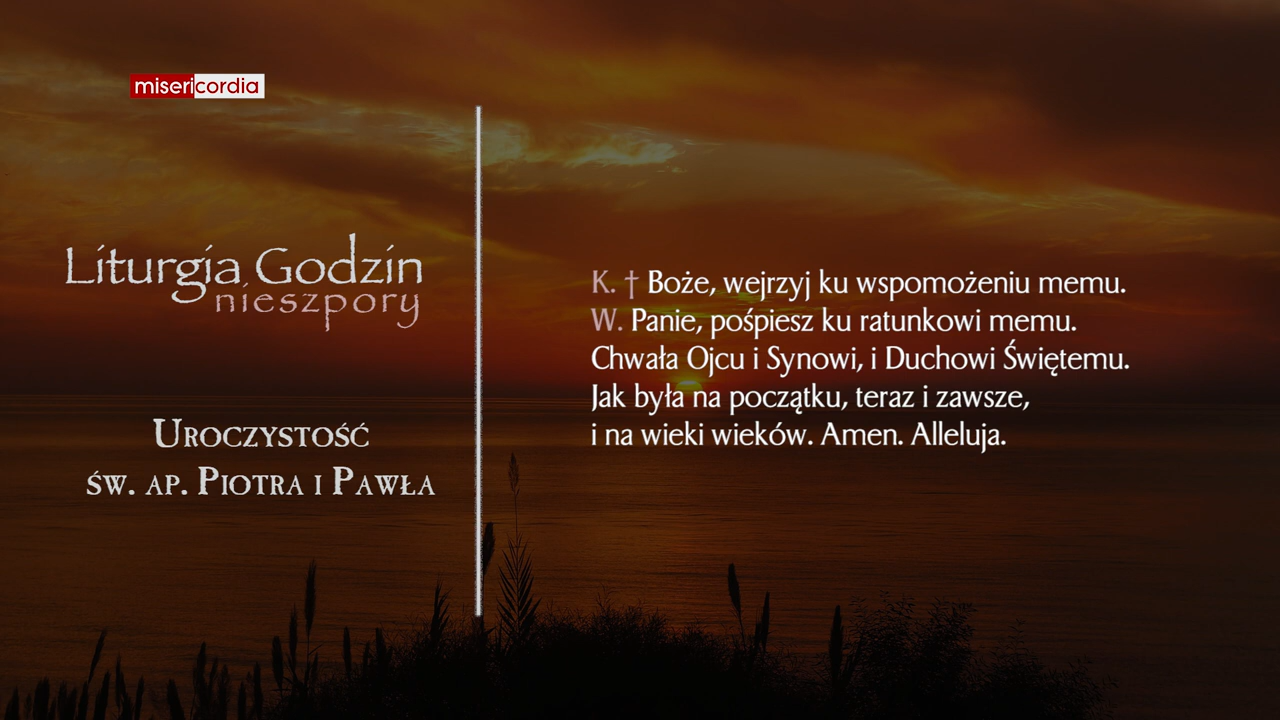 misericordia
Liturgia Godzin
nieszpory
Uroczystość
św. ap. Piotra i Pawła
K. † Boże, wejrzyj ku wspomożeniu memu.
W. Panie, pośpiesz ku ratunkowi memu.
Chwała Ojcu i Synowi, i Duchowi Świętemu.
Jak była na początku, teraz i zawsze,
i na wieki wieków. Amen. Alleluja.